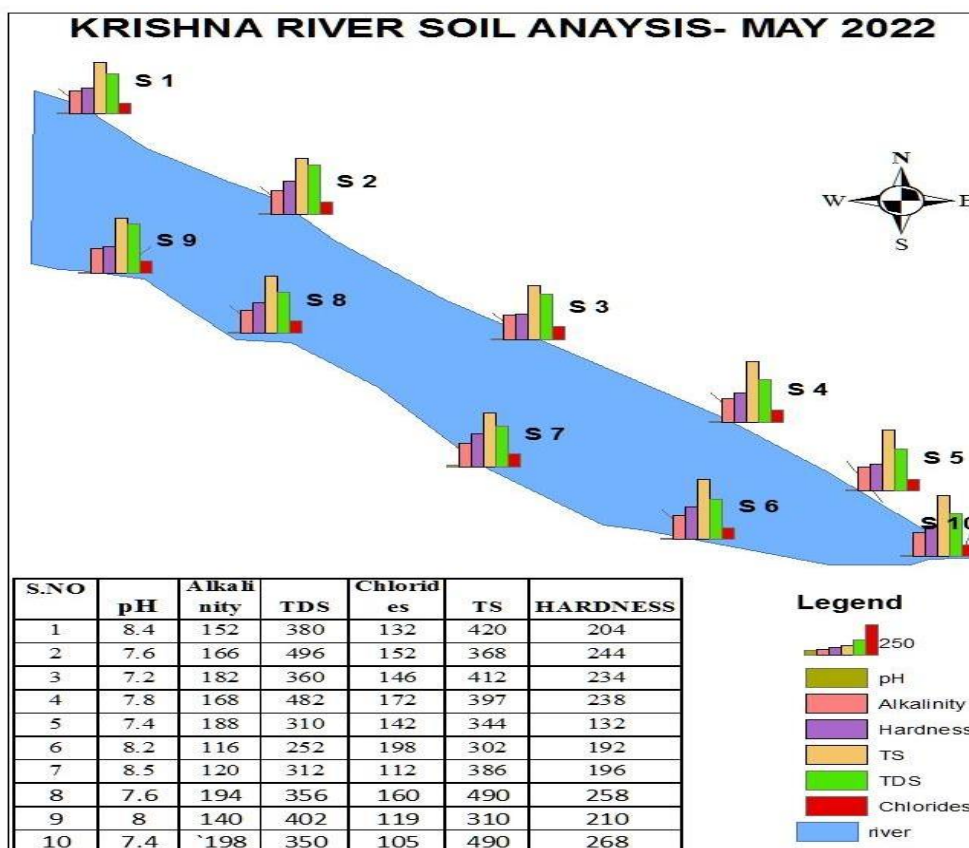 KRISHNA RIVER SOIL ANAYSIS- MAY 2022
S 1
S 2
N
W E
S
S 9
S 8
S 3
S 4
S 7
S 5
S 6
S 10
S.NO pH Alkali nity TDS Chlorid es TS HARDNESS
1 8.4 152 380 132 420 204
2 7.6 166 496 152 368 244
3 7.2 182 360 146 412 234
4 7.8 168 482 172 397 238
5 7.4 188 310 142 344 132
6 8.2 116 252 198 302 192
7 8.5 120 312 112 386 196
8 7.6 194 356 160 490 258
9 8 140 402 119 310 210
10 7.4 `198 350 105 490 268
Legend
250
pH
Alkalinity
Hardness
TS
TDS
Chlorides
river